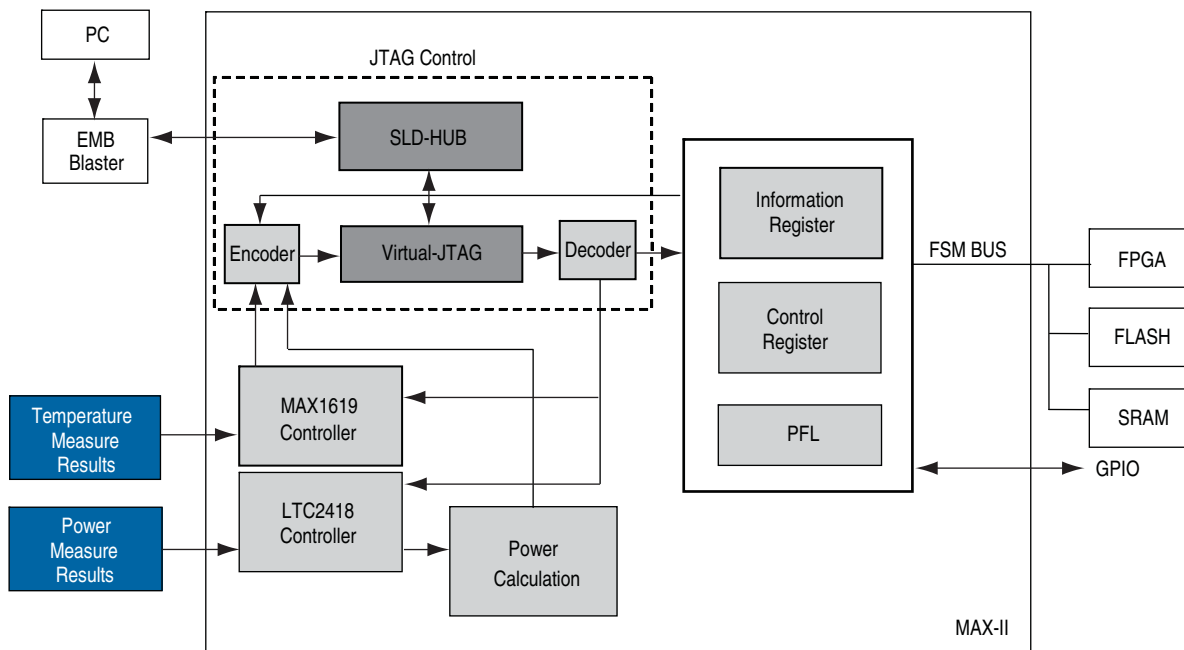 PC
JTAG Control
EMB
Blaster
SLD-HUB
Information
Register
Encoder
Virtual-JTAG
Decoder
FSM BUS
FPGA
Control
Register
FLASH
MAX1619
Controller
Temperature
Measure
Results
PFL
SRAM
GPIO
LTC2418
Controller
Power
Measure
Results
Power
Calculation
MAX-II